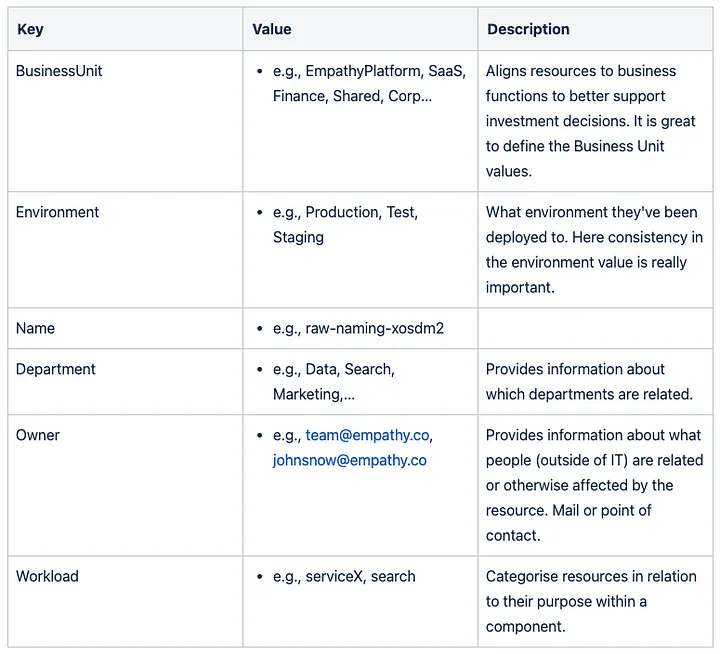 Key Value Description
BusinessUnit
• e.g., EmpathyPlatform, SaaS,
Finance, Shared, Corp...
Aligns resources to business
functions to better support
investment decisions. It is great
to define the Business Unit
values.
Environment
• e.g., Production, Test,
Staging
What environment they've been
deployed to. Here consistency in
the environment value is really
important.
Name
• e.g., raw-naming-xosdm2
Department
• e.g., Data, Search,
Marketing,...
Provides information about
which departments are related.
Owner
• e.g., team@empathy.co,
johnsnow@empathy.co
Provides information about what
people (outside of IT) are related
or otherwise affected by the
resource. Mail or point of
contact.
Workload
• e.g., serviceX, search
Categorise resources in relation
to their purpose within a
component.